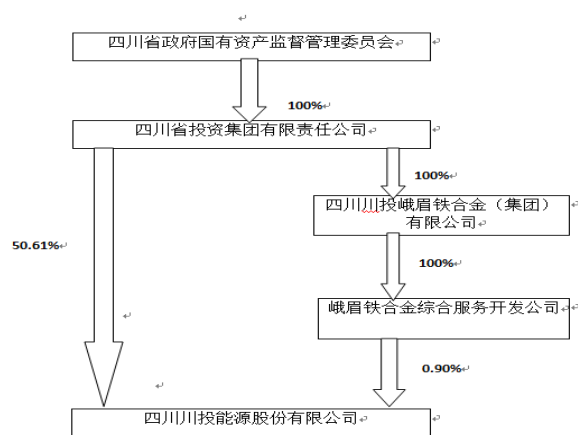 四川省政府国有资产监督管理委员会
100%
四川省投资集团有限责任公司
100%
四川川投峨眉铁合金（集团）
有限公司
50.61%
100%
峨眉铁合金综合服务开发公司
0.90%
四川川投能源股份有限公司